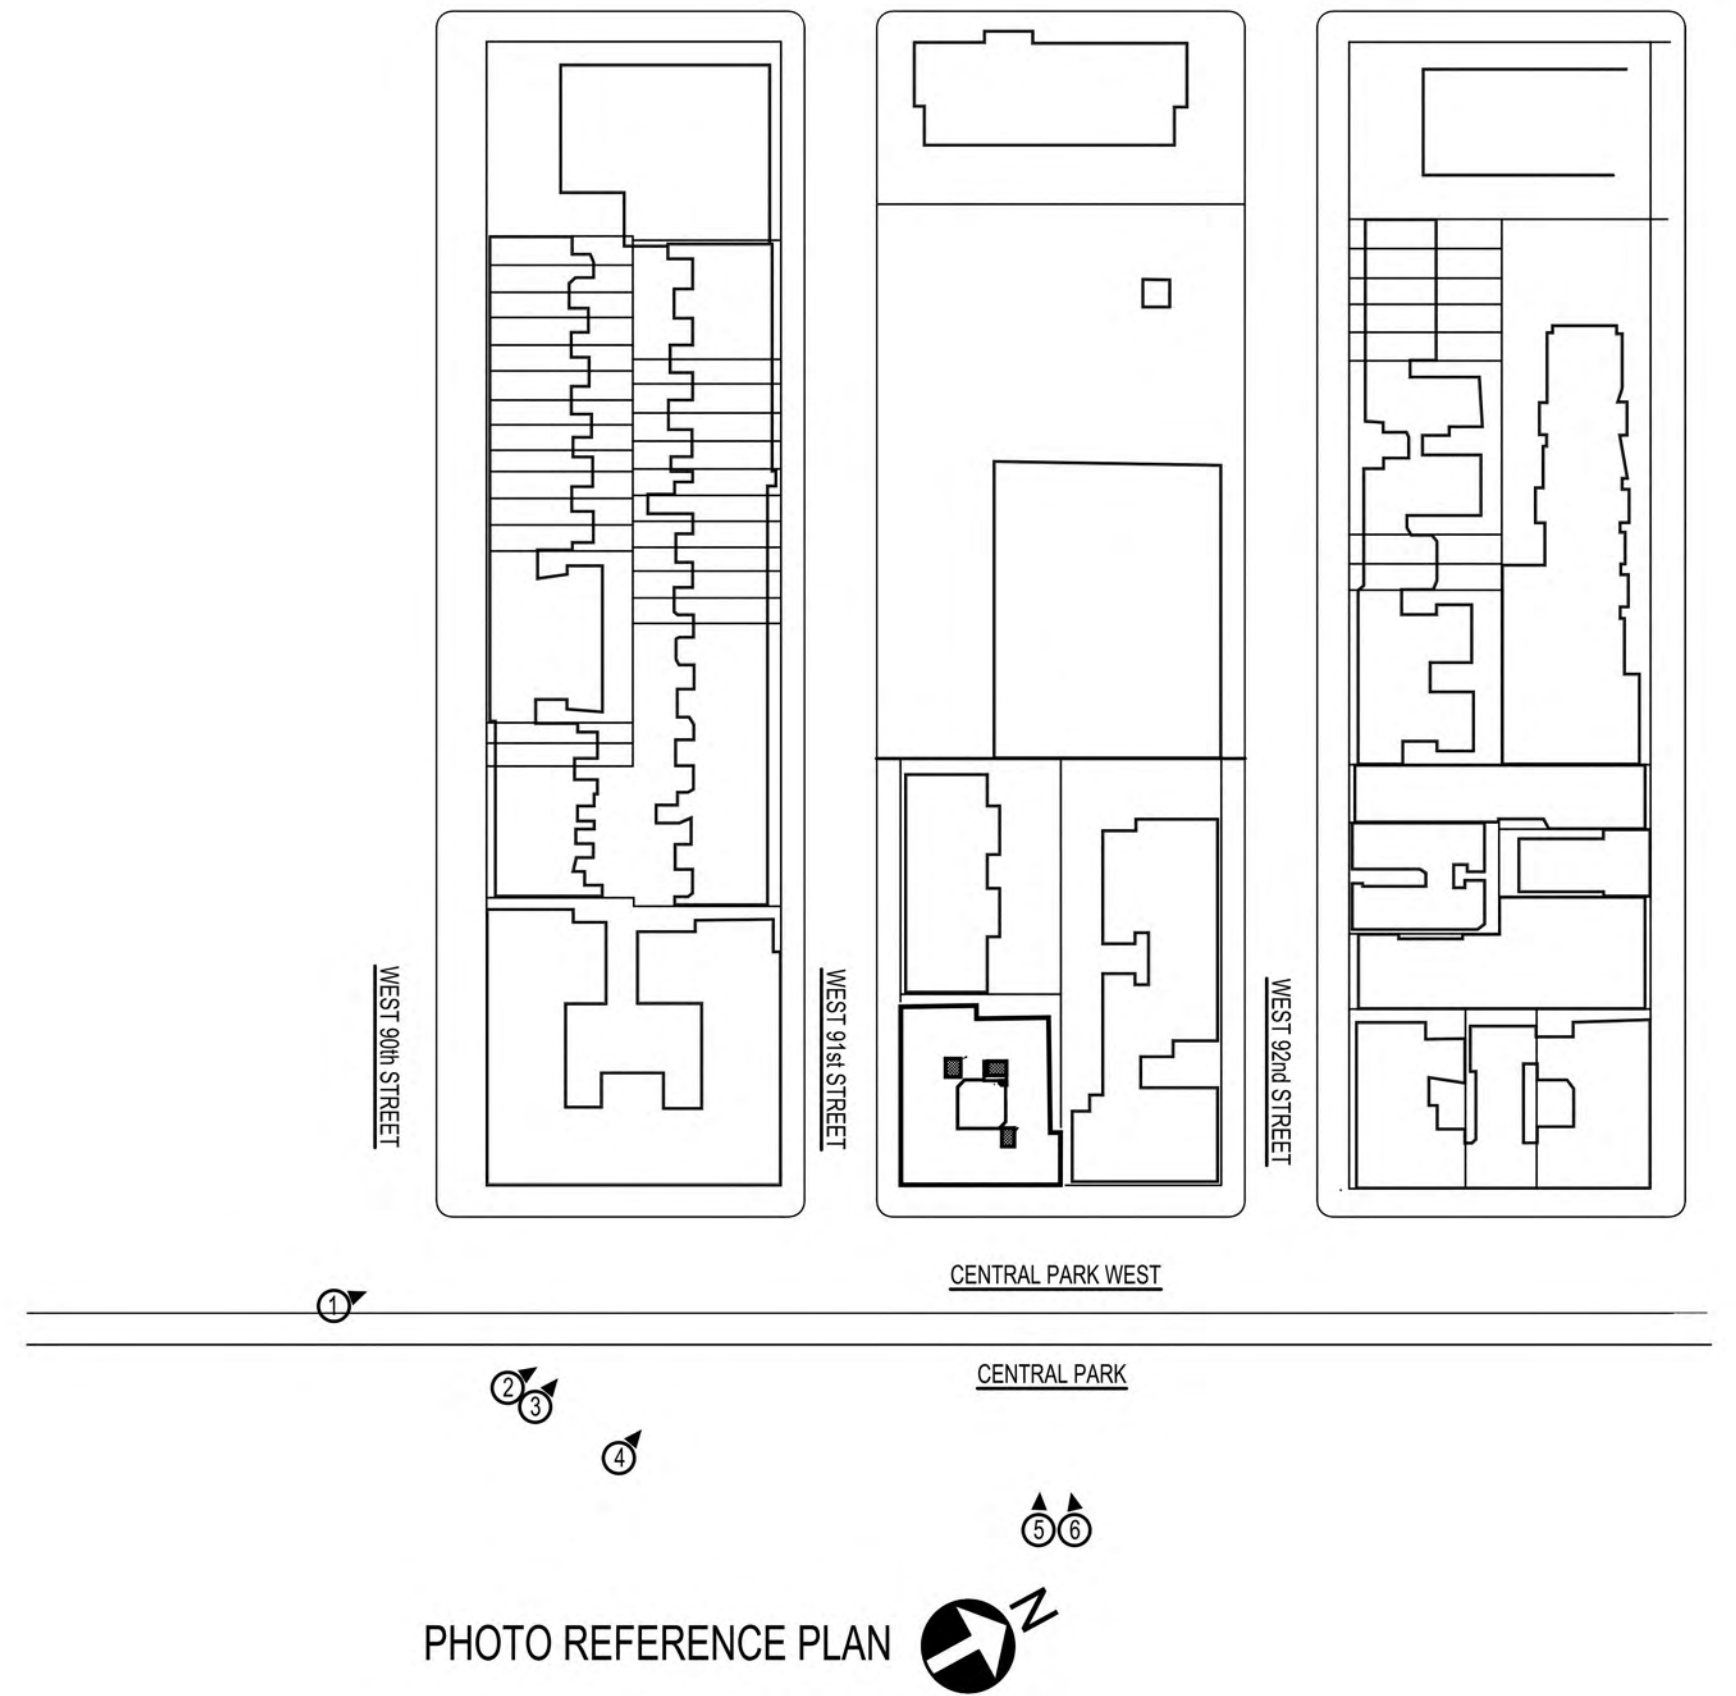 WEST 90th STREET
WEST 91st STREET
WEST 92nd STREET
CENTRAL PARK WEST
1
CENTRAL PARK
2
3
4
5 6
N
PHOTO REFERENCE PLAN